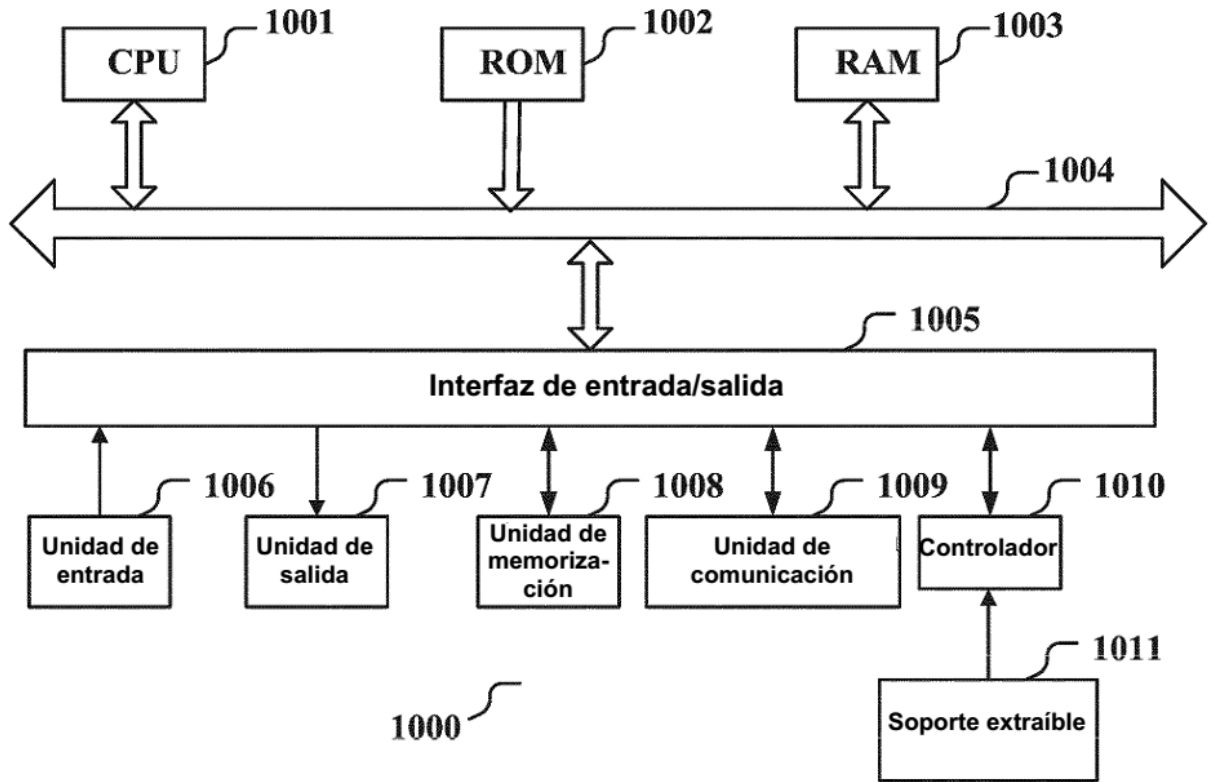 1001
1002
1003
CPU
ROM
RAM
1004
1005
Interfaz de entrada/salida
1006
1007
1008
1009
1010
Unidad de
entrada
Unidad de
salida
Unidad de
memoriza-
ción
Unidad de
comunicación
Controlador
1011
Soporte extraíble
1000